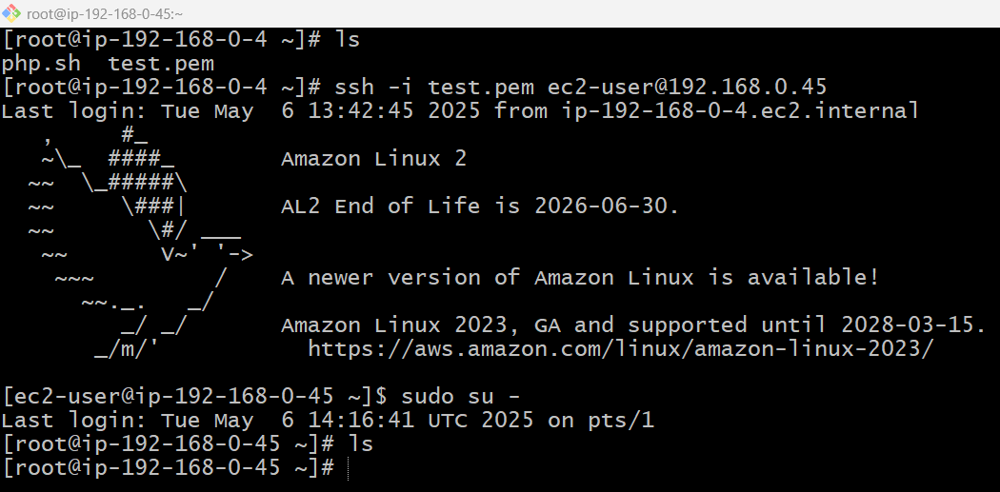 root@ip-192-168-0-45:~
[root@ip-192-168-0-4 ~]# ls
php.sh  test.pem
[root@ip-192-168-0-4 ~]# ssh -i test.pem ec2-user@192.168.0.45
Last login: Tue May  6 13:42:45 2025 from ip-192-168-0-4.ec2.internal
   ,     #_
   ~\_  ####_        Amazon Linux 2
  ~~  \_#####\
  ~~     \###|       AL2 End of Life is 2026-06-30.
  ~~       \#/ ___
   ~~       V~' '->
    ~~~         /    A newer version of Amazon Linux is available!
      ~~._.   _/
         _/ _/       Amazon Linux 2023, GA and supported until 2028-03-15.
       _/m/'           https://aws.amazon.com/linux/amazon-linux-2023/
[ec2-user@ip-192-168-0-45 ~]$ sudo su -
Last login: Tue May  6 14:16:41 UTC 2025 on pts/1
[root@ip-192-168-0-45 ~]# ls
[root@ip-192-168-0-45 ~]#